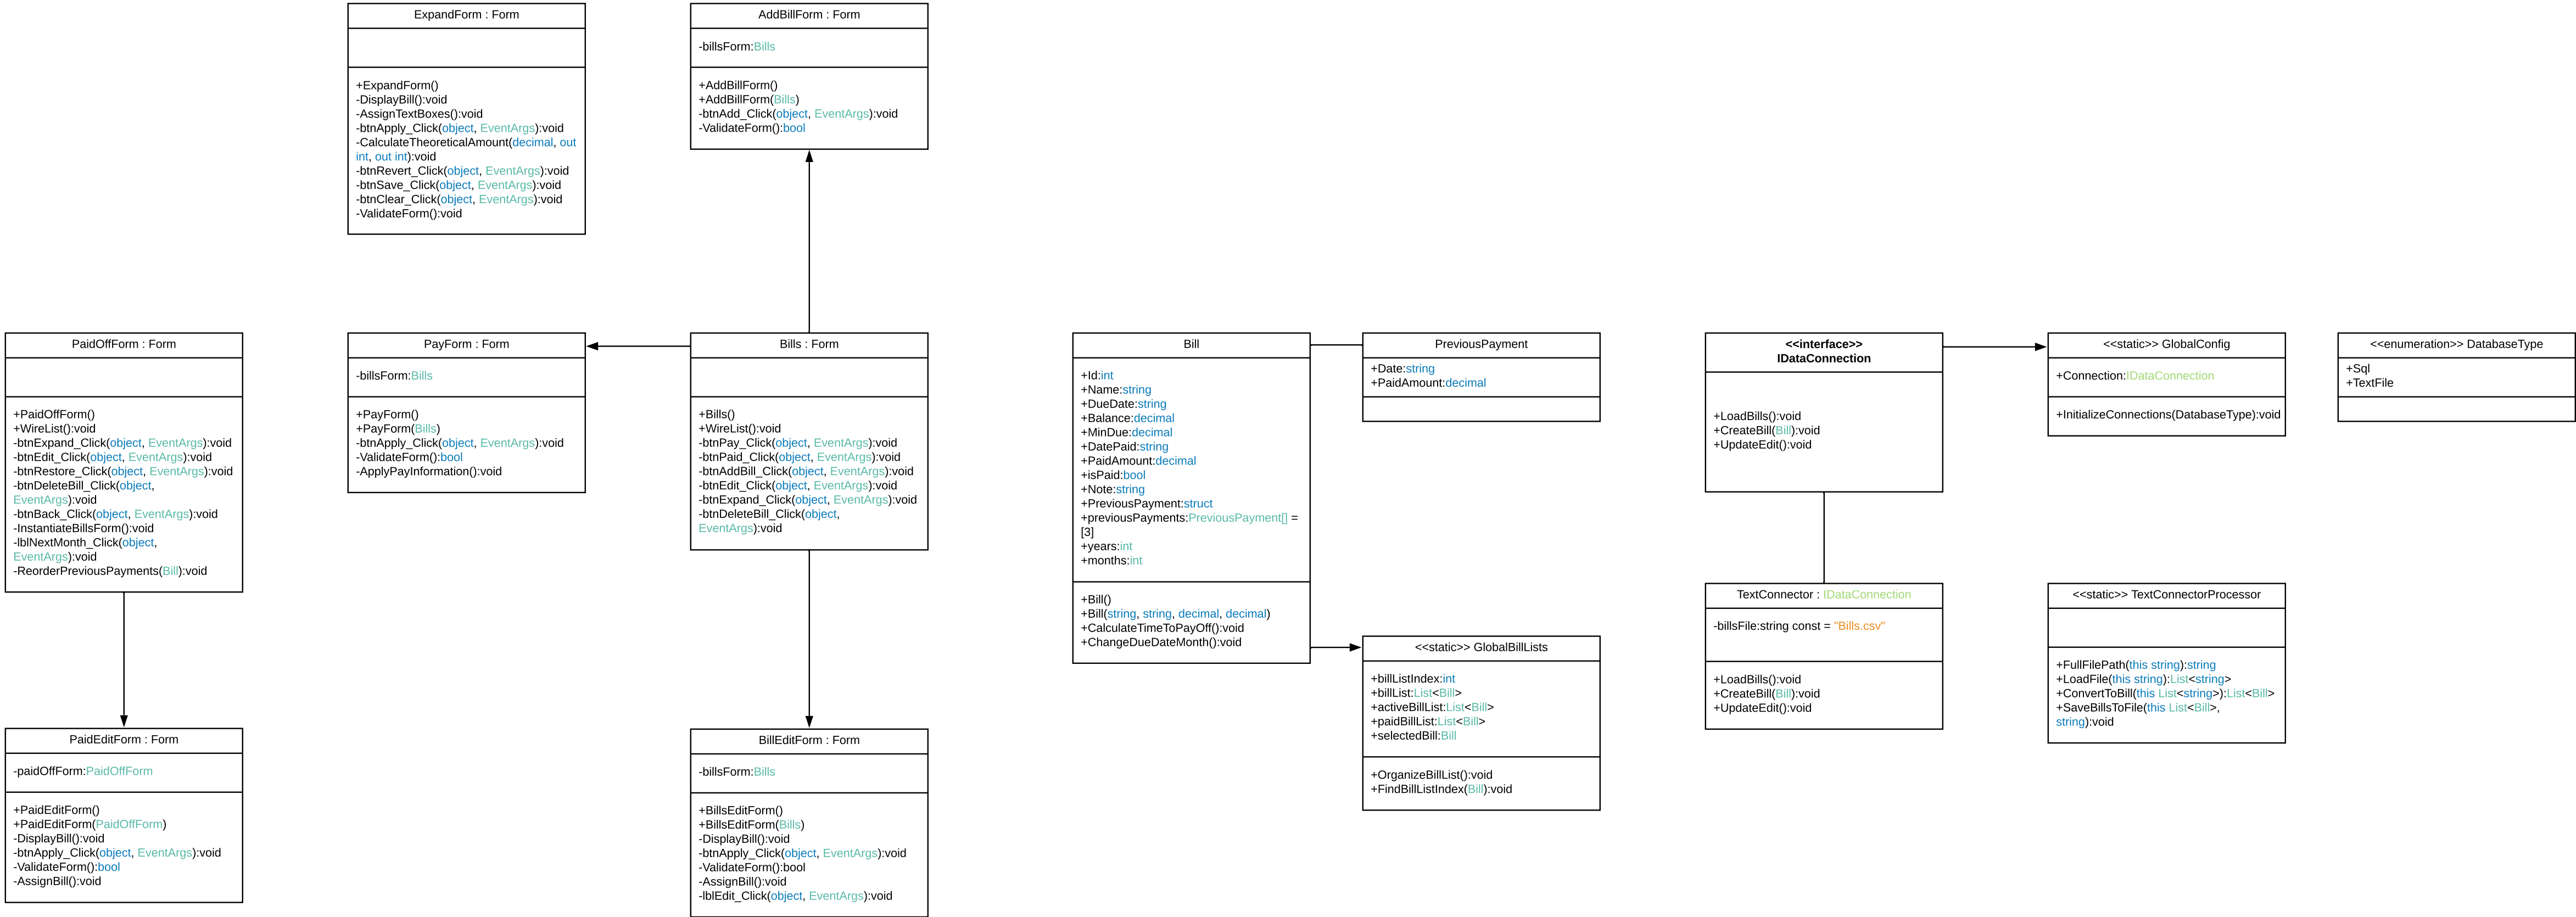 ExpandForm : Form
+ExpandForm()
-DisplayBill():void
-AssignTextBoxes():void
-btnApply_Click(object, EventArgs):void
-CalculateTheoreticalAmount(decimal, out
int, out int):void
-btnRevert_Click(object, EventArgs):void
-btnSave_Click(object, EventArgs):void
-btnClear_Click(object, EventArgs):void
-ValidateForm():void
AddBillForm : Form
-billsForm:Bills
+AddBillForm()
+AddBillForm(Bills)
-btnAdd_Click(object, EventArgs):void
-ValidateForm():bool
PaidOffForm : Form
+PaidOffForm()
+WireList():void
-btnExpand_Click(object, EventArgs):void
-btnEdit_Click(object, EventArgs):void
-btnRestore_Click(object, EventArgs):void
-btnDeleteBill_Click(object,
EventArgs):void
-btnBack_Click(object, EventArgs):void
-InstantiateBillsForm():void
-lblNextMonth_Click(object,
EventArgs):void
-ReorderPreviousPayments(Bill):void
PayForm : Form
-billsForm:Bills
+PayForm()
+PayForm(Bills)
-btnApply_Click(object, EventArgs):void
-ValidateForm():bool
-ApplyPayInformation():void
Bills : Form
+Bills()
+WireList():void
-btnPay_Click(object, EventArgs):void
-btnPaid_Click(object, EventArgs):void
-btnAddBill_Click(object, EventArgs):void
-btnEdit_Click(object, EventArgs):void
-btnExpand_Click(object, EventArgs):void
-btnDeleteBill_Click(object,
EventArgs):void
Bill
+Id:int
+Name:string
+DueDate:string
+Balance:decimal
+MinDue:decimal
+DatePaid:string
+PaidAmount:decimal
+isPaid:bool
+Note:string
+PreviousPayment:struct
+previousPayments:PreviousPayment[] =
[3]
+years:int
+months:int
+Bill()
+Bill(string, string, decimal, decimal)
+CalculateTimeToPayOff():void
+ChangeDueDateMonth():void
PreviousPayment
+Date:string
+PaidAmount:decimal
<<interface>>
IDataConnection
+LoadBills():void
+CreateBill(Bill):void
+UpdateEdit():void
<<static>> GlobalConfig
+Connection:IDataConnection
+InitializeConnections(DatabaseType):void
<<enumeration>> DatabaseType
+Sql
+TextFile
TextConnector : IDataConnection
-billsFile:string const = "Bills.csv"
+LoadBills():void
+CreateBill(Bill):void
+UpdateEdit():void
<<static>> TextConnectorProcessor
+FullFilePath(this string):string
+LoadFile(this string):List<string>
+ConvertToBill(this List<string>):List<Bill>
+SaveBillsToFile(this List<Bill>,
string):void
<<static>> GlobalBillLists
+billListIndex:int
+billList:List<Bill>
+activeBillList:List<Bill>
+paidBillList:List<Bill>
+selectedBill:Bill
+OrganizeBillList():void
+FindBillListIndex(Bill):void
PaidEditForm : Form
-paidOffForm:PaidOffForm
+PaidEditForm()
+PaidEditForm(PaidOffForm)
-DisplayBill():void
-btnApply_Click(object, EventArgs):void
-ValidateForm():bool
-AssignBill():void
BillEditForm : Form
-billsForm:Bills
+BillsEditForm()
+BillsEditForm(Bills)
-DisplayBill():void
-btnApply_Click(object, EventArgs):void
-ValidateForm():bool
-AssignBill():void
-lblEdit_Click(object, EventArgs):void